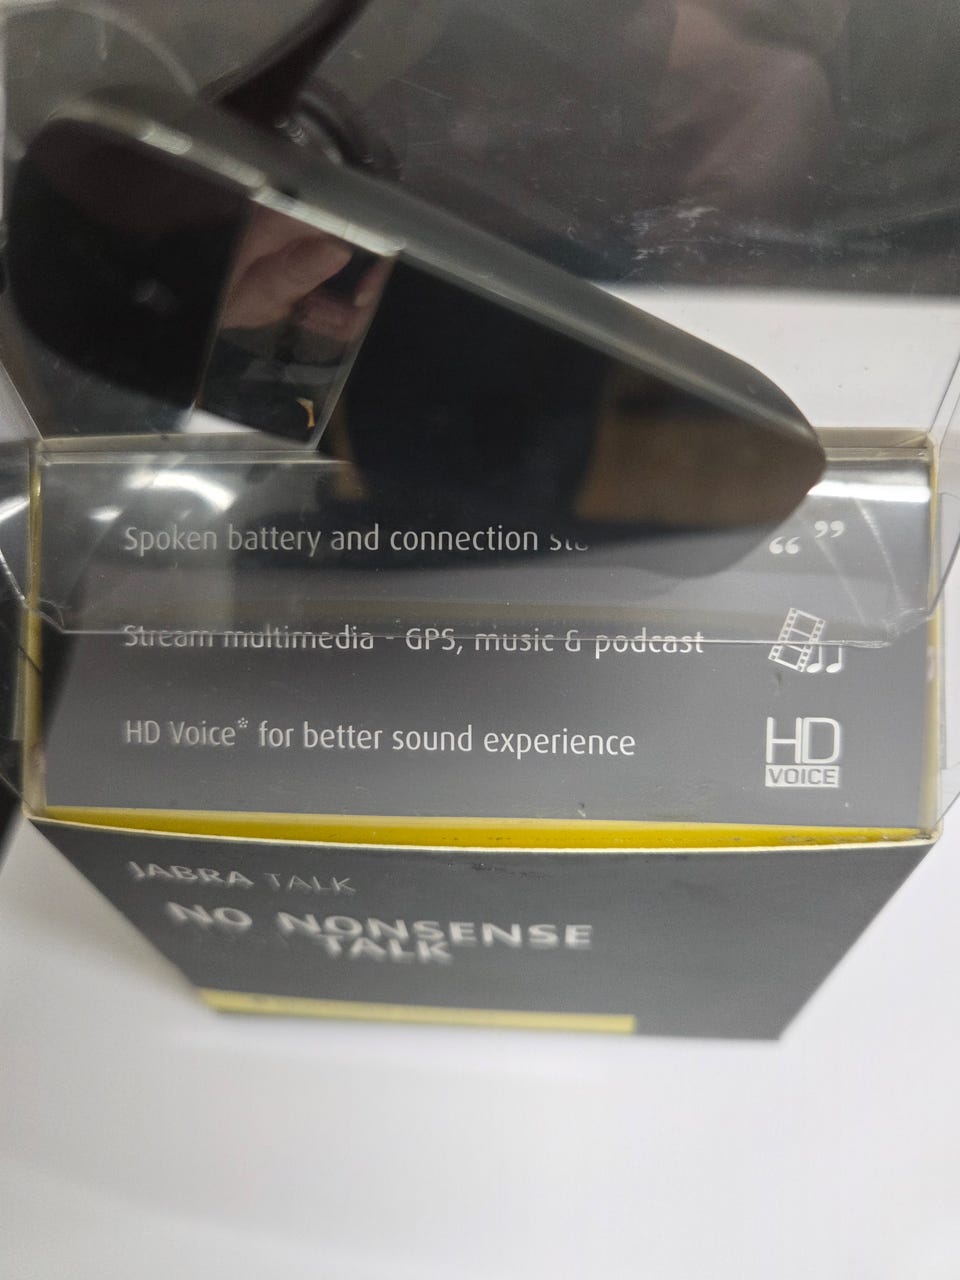 Spoken battery and connection
“ ”
Stream multimedia - GPS, music & podcast
HD Voice* for better sound experience
HD
VOICE
JABRA TALK
NO NONSENSE
TALK